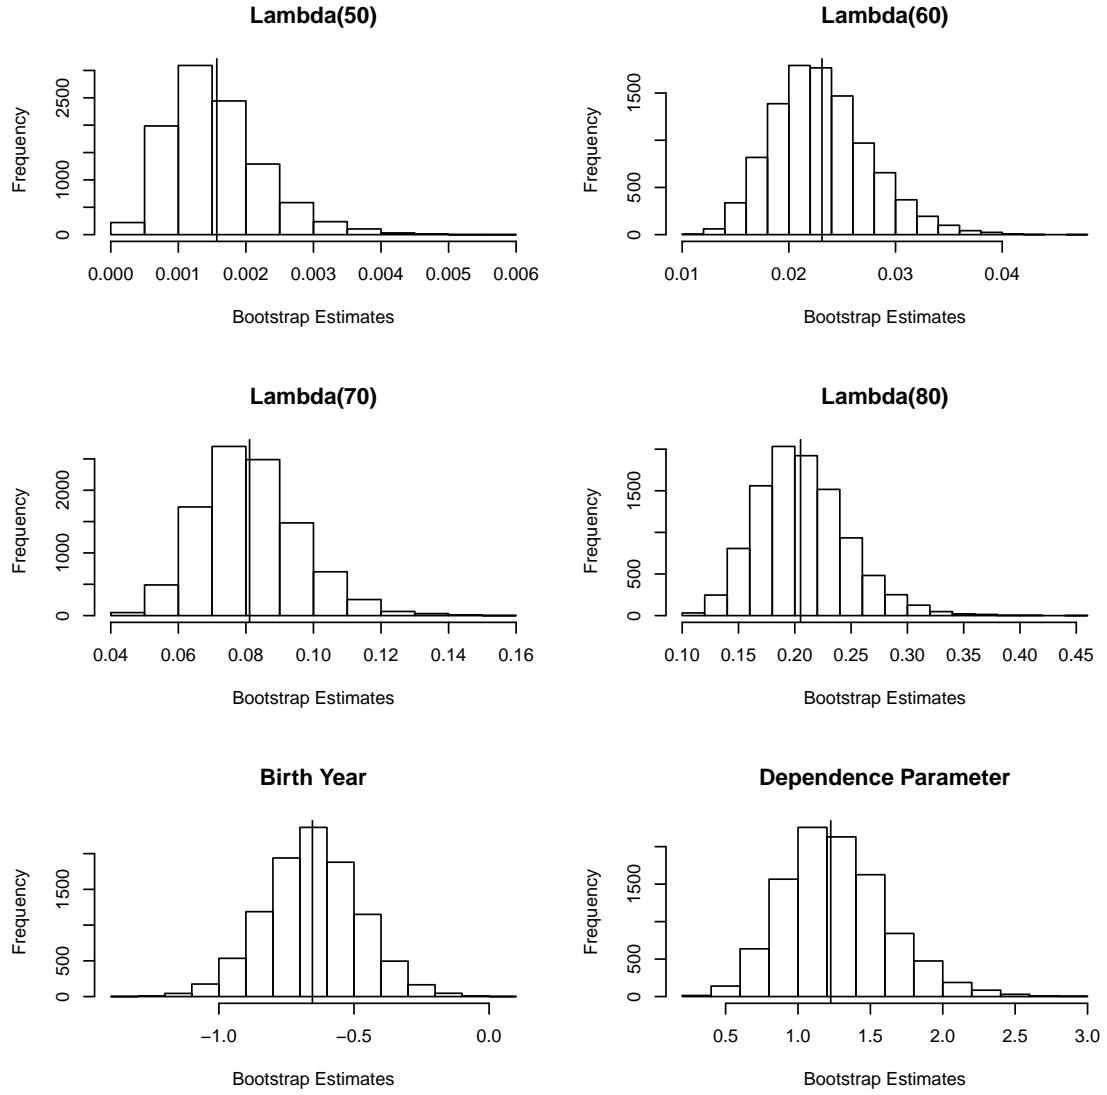 Lambda(50)
Frequency
0 1000 2500
0.000 0.001 0.002 0.003 0.004 0.005 0.006
Bootstrap Estimates
Lambda(60)
Frequency
0 500 1500
0.01 0.02 0.03 0.04
Bootstrap Estimates
Lambda(70)
Frequency
0 1000 2000
0.04 0.06 0.08 0.10 0.12 0.14 0.16
Bootstrap Estimates
Lambda(80)
Frequency
0 500 1500
0.10 0.15 0.20 0.25 0.30 0.35 0.40 0.45
Bootstrap Estimates
Birth Year
Frequency
0 500 1500
−1.0 −0.5 0.0
Bootstrap Estimates
Dependence Parameter
Frequency
0 500 1500
0.5 1.0 1.5 2.0 2.5 3.0
Bootstrap Estimates